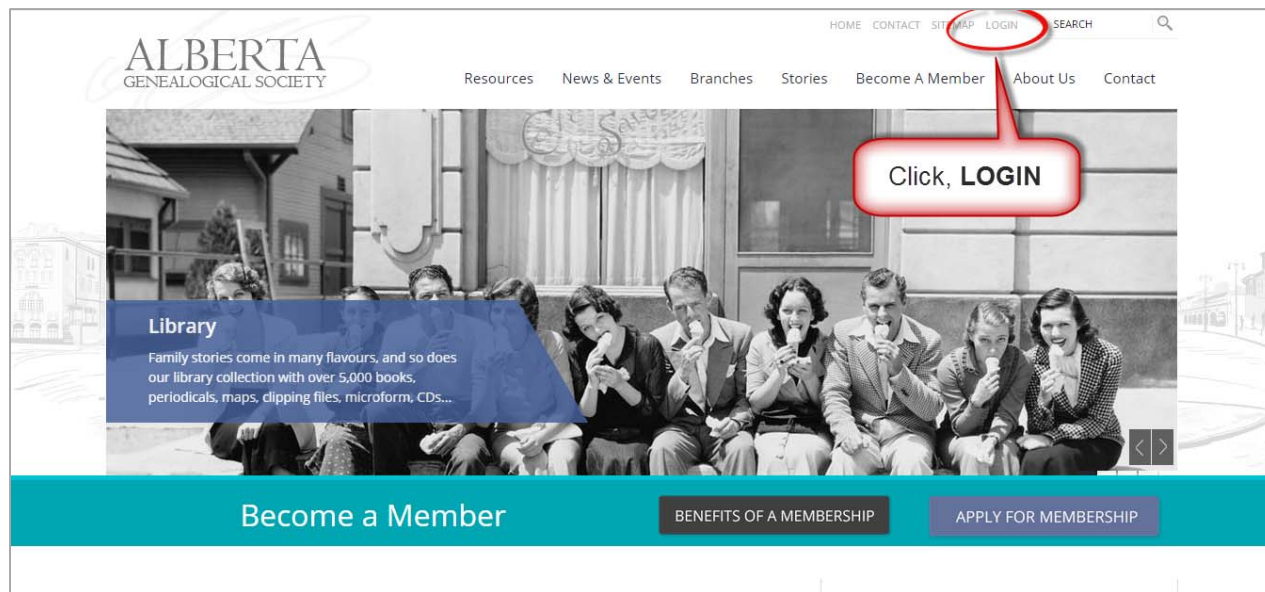 HOME CONTACT SITEMAP LOGIN SEARCH
ALBERTA
GENEALOGICAL SOCIETY
Resources News & Events Branches Stories Become A Member About Us Contact
Click, LOGIN
Library
Family stories come in many flavours, and so does
our library collection with over 5,000 books,
periodicals, maps, clipping files, microform, CDs...
Become a Member BENEFITS OF A MEMBERSHIP APPLY FOR MEMBERSHIP